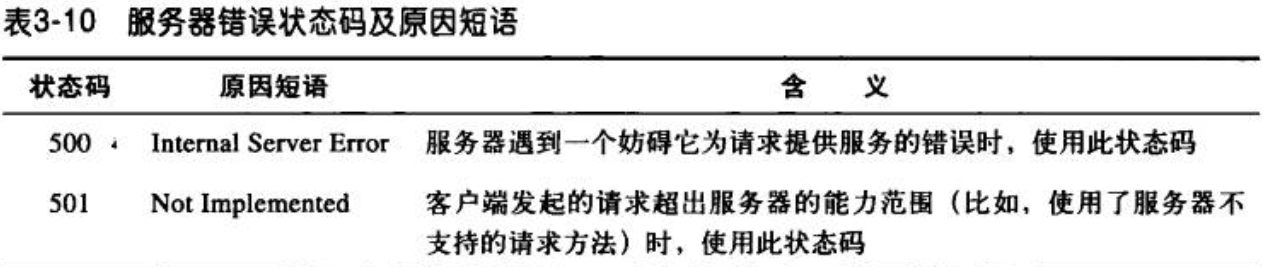 表3-10 服务器错误状态码及原因短语
状态码 原因短语 含 义
500 Internal Server Error 服务器遇到一个妨碍它为请求提供服务的错误时，使用此状态码
501 Not Implemented 客户端发起的请求超出服务器的能力范围（比如，使用了服务器不
支持的请求方法）时，使用此状态码